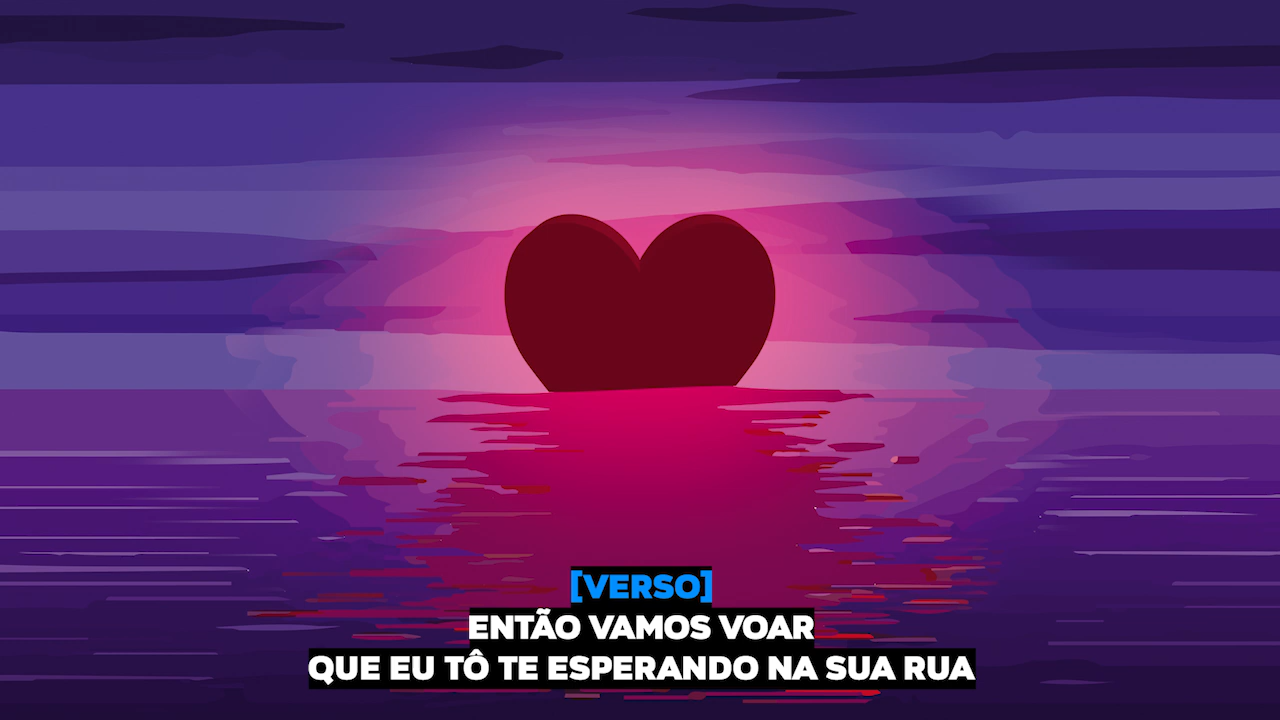 [VERSO]
ENTÃO VAMOS VOAR
QUE EU TÔ TE ESPERANDO NA SUA RUA